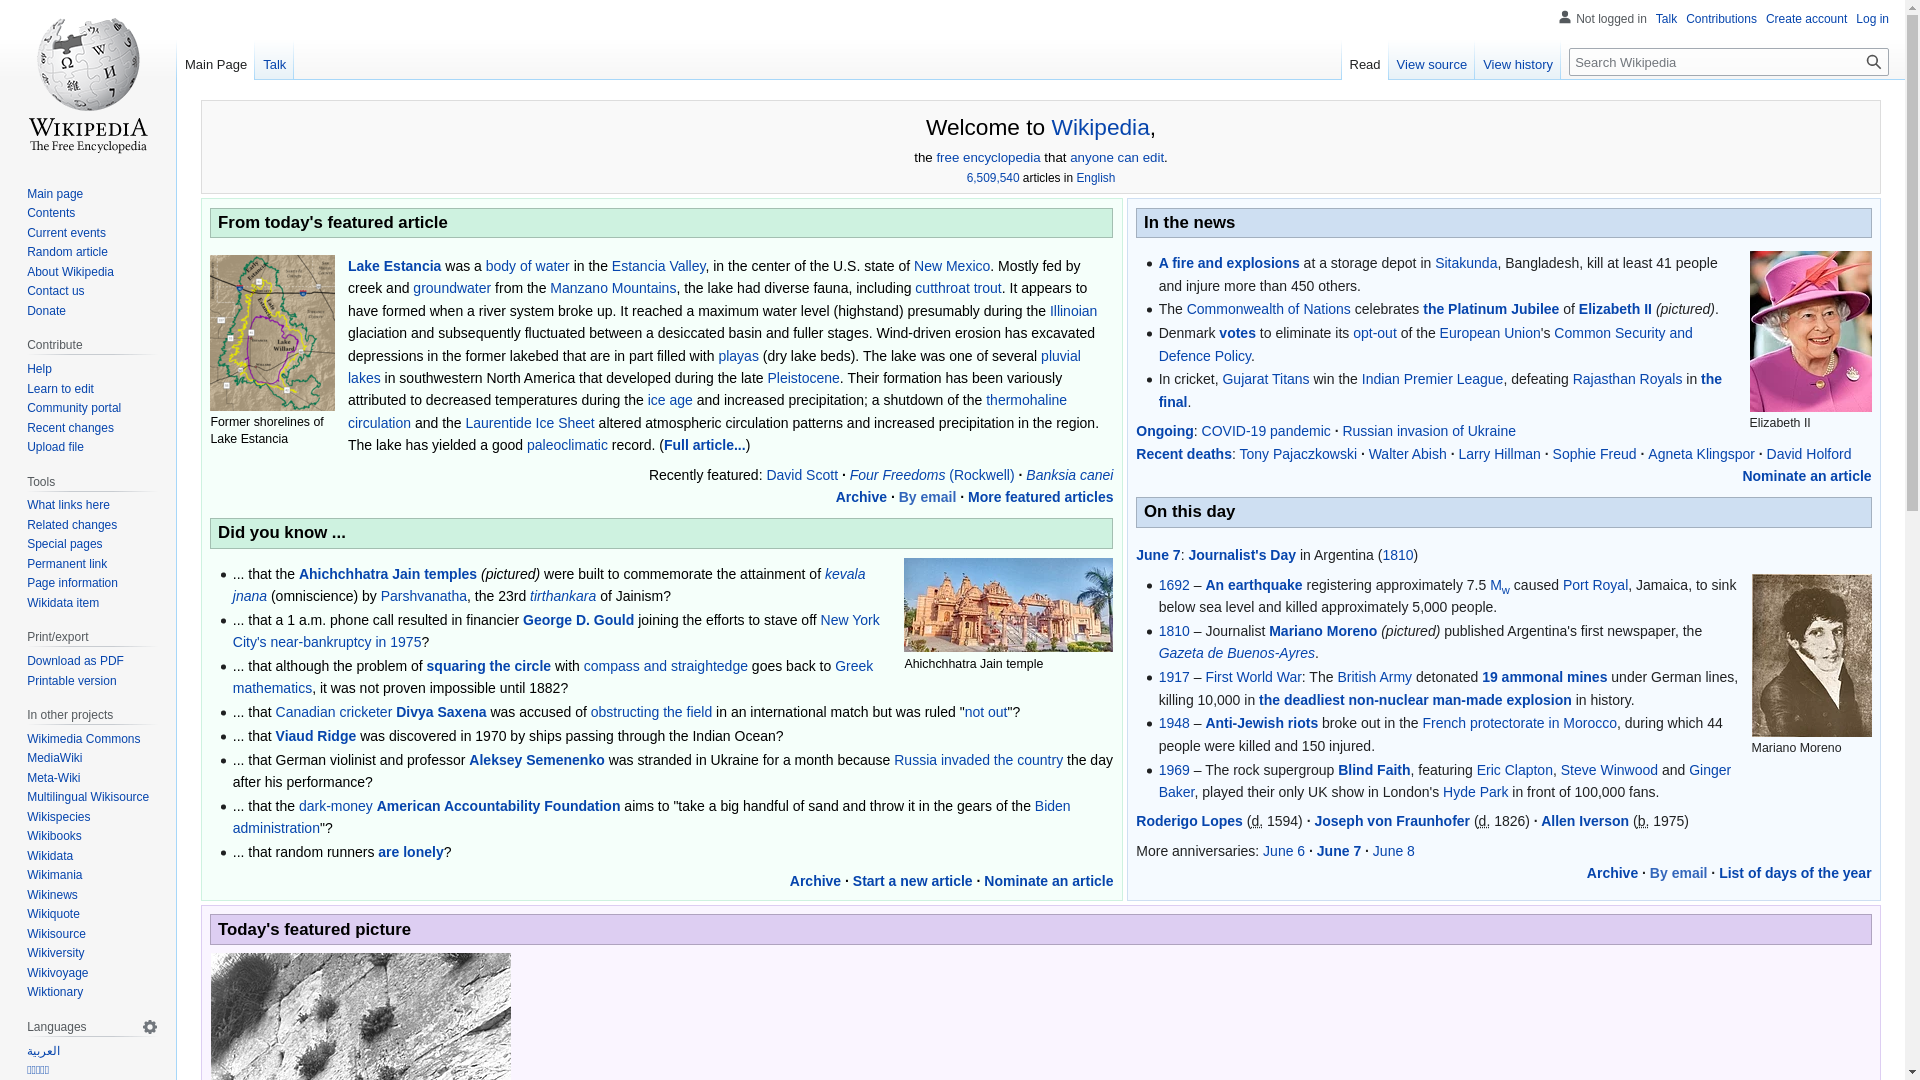 WIKIPEDIA
The Free Encyclopedia
Not logged in Talk Contributions Create account Log in
Main Page Talk
Read View source View history Search Wikipedia
Main page
Contents
Current events
Random article
About Wikipedia
Contact us
Donate
Contribute
Help
Learn to edit
Community portal
Recent changes
Upload file
Tools
What links here
Related changes
Special pages
Permanent link
Page information
Wikidata item
Print/export
Download as PDF
Printable version
In other projects
Wikimedia Commons
MediaWiki
Meta-Wiki
Multilingual Wikisource
Wikispecies
Wikibooks
Wikidata
Wikimania
Wikinews
Wikiquote
Wikisource
Wikiversity
Wikivoyage
Wiktionary
Languages
العربية
Welcome to Wikipedia,
the free encyclopedia that anyone can edit.
6,509,540 articles in English
From today's featured article
Former shorelines of
Lake Estancia
Lake Estancia was a body of water in the Estancia Valley, in the center of the U.S. state of New Mexico. Mostly fed by
creek and groundwater from the Manzano Mountains, the lake had diverse fauna, including cutthroat trout. It appears to
have formed when a river system broke up. It reached a maximum water level (highstand) presumably during the Illinoian
glaciation and subsequently fluctuated between a desiccated basin and fuller stages. Wind-driven erosion has excavated
depressions in the former lakebed that are in part filled with playas (dry lake beds). The lake was one of several pluvial
lakes in southwestern North America that developed during the late Pleistocene. Their formation has been variously
attributed to decreased temperatures during the ice age and increased precipitation; a shutdown of the thermohaline
circulation and the Laurentide Ice Sheet altered atmospheric circulation patterns and increased precipitation in the region.
The lake has yielded a good paleoclimatic record. (Full article...)
Recently featured: David Scott · Four Freedoms (Rockwell) · Banksia canei
Archive · By email · More featured articles
Did you know ...
Ahichchhatra Jain temple
... that the Ahichchhatra Jain temples (pictured) were built to commemorate the attainment of kevala
jnana (omniscience) by Parshvanatha, the 23rd tirthankara of Jainism?
... that a 1 a.m. phone call resulted in financier George D. Gould joining the efforts to stave off New York
City's near-bankruptcy in 1975?
... that although the problem of squaring the circle with compass and straightedge goes back to Greek
mathematics, it was not proven impossible until 1882?
... that Canadian cricketer Divya Saxena was accused of obstructing the field in an international match but was ruled "not out"?
... that Viaud Ridge was discovered in 1970 by ships passing through the Indian Ocean?
... that German violinist and professor Aleksey Semenenko was stranded in Ukraine for a month because Russia invaded the country the day
after his performance?
... that the dark-money American Accountability Foundation aims to "take a big handful of sand and throw it in the gears of the Biden
administration"?
... that random runners are lonely?
Archive · Start a new article · Nominate an article
In the news
Elizabeth II
A fire and explosions at a storage depot in Sitakunda, Bangladesh, kill at least 41 people
and injure more than 450 others.
The Commonwealth of Nations celebrates the Platinum Jubilee of Elizabeth II (pictured).
Denmark votes to eliminate its opt-out of the European Union's Common Security and
Defence Policy.
In cricket, Gujarat Titans win the Indian Premier League, defeating Rajasthan Royals in the
final.
Ongoing: COVID-19 pandemic · Russian invasion of Ukraine
Recent deaths: Tony Pajaczkowski · Walter Abish · Larry Hillman · Sophie Freud · Agneta Klingspor · David Holford
Nominate an article
On this day
June 7: Journalist's Day in Argentina (1810)
Mariano Moreno
1692 – An earthquake registering approximately 7.5 Mw caused Port Royal, Jamaica, to sink
below sea level and killed approximately 5,000 people.
1810 – Journalist Mariano Moreno (pictured) published Argentina's first newspaper, the
Gazeta de Buenos-Ayres.
1917 – First World War: The British Army detonated 19 ammonal mines under German lines,
killing 10,000 in the deadliest non-nuclear man-made explosion in history.
1948 – Anti-Jewish riots broke out in the French protectorate in Morocco, during which 44
people were killed and 150 injured.
1969 – The rock supergroup Blind Faith, featuring Eric Clapton, Steve Winwood and Ginger
Baker, played their only UK show in London's Hyde Park in front of 100,000 fans.
Roderigo Lopes (d. 1594) · Joseph von Fraunhofer (d. 1826) · Allen Iverson (b. 1975)
More anniversaries: June 6 · June 7 · June 8
Archive · By email · List of days of the year
Today's featured picture